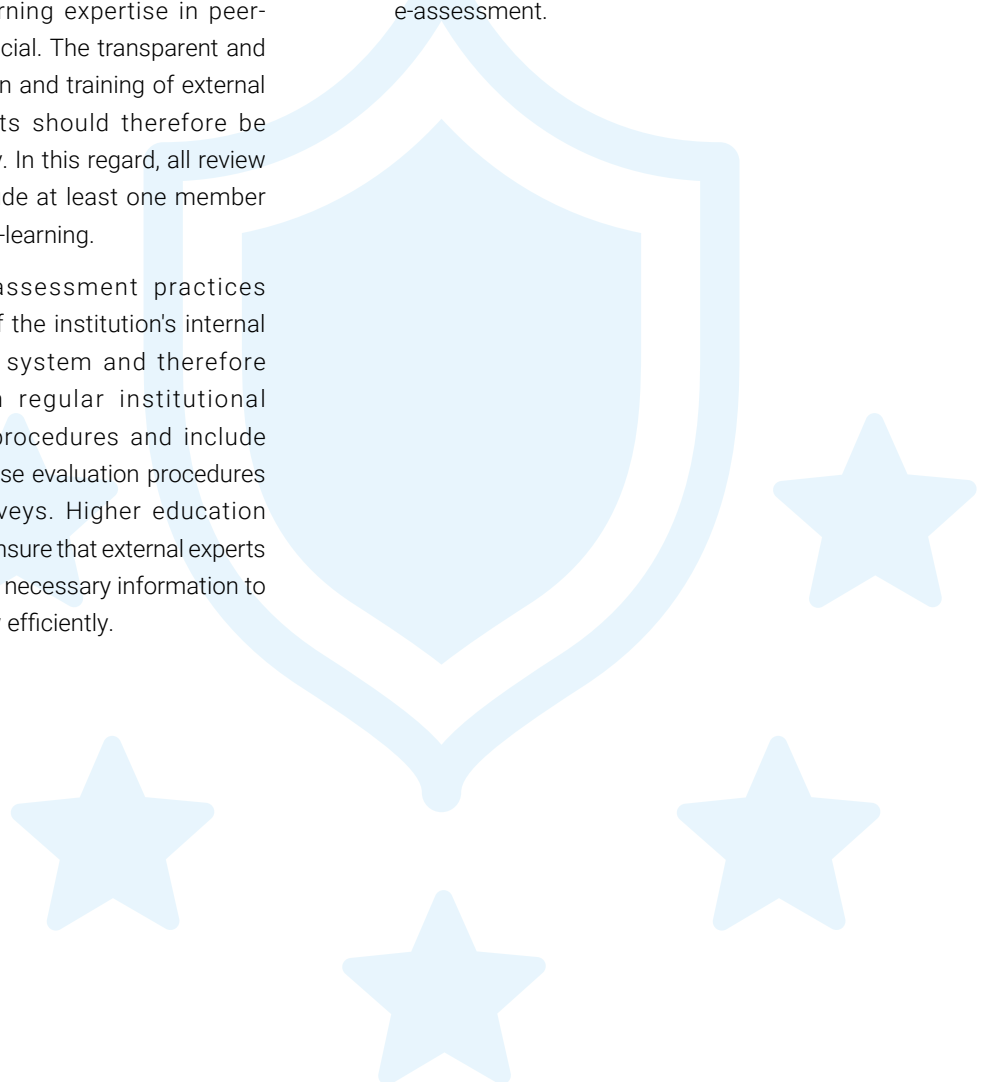 rning expertise in peer-
cial. The transparent and
n and training of external
ts should therefore be
. In this regard, all review
de at least one member
-learning.
assessment practices
f the institution's internal
system and therefore
regular institutional
procedures and include
se evaluation procedures
veys. Higher education
nsure that external experts
necessary information to
efficiently.
e-assessment.